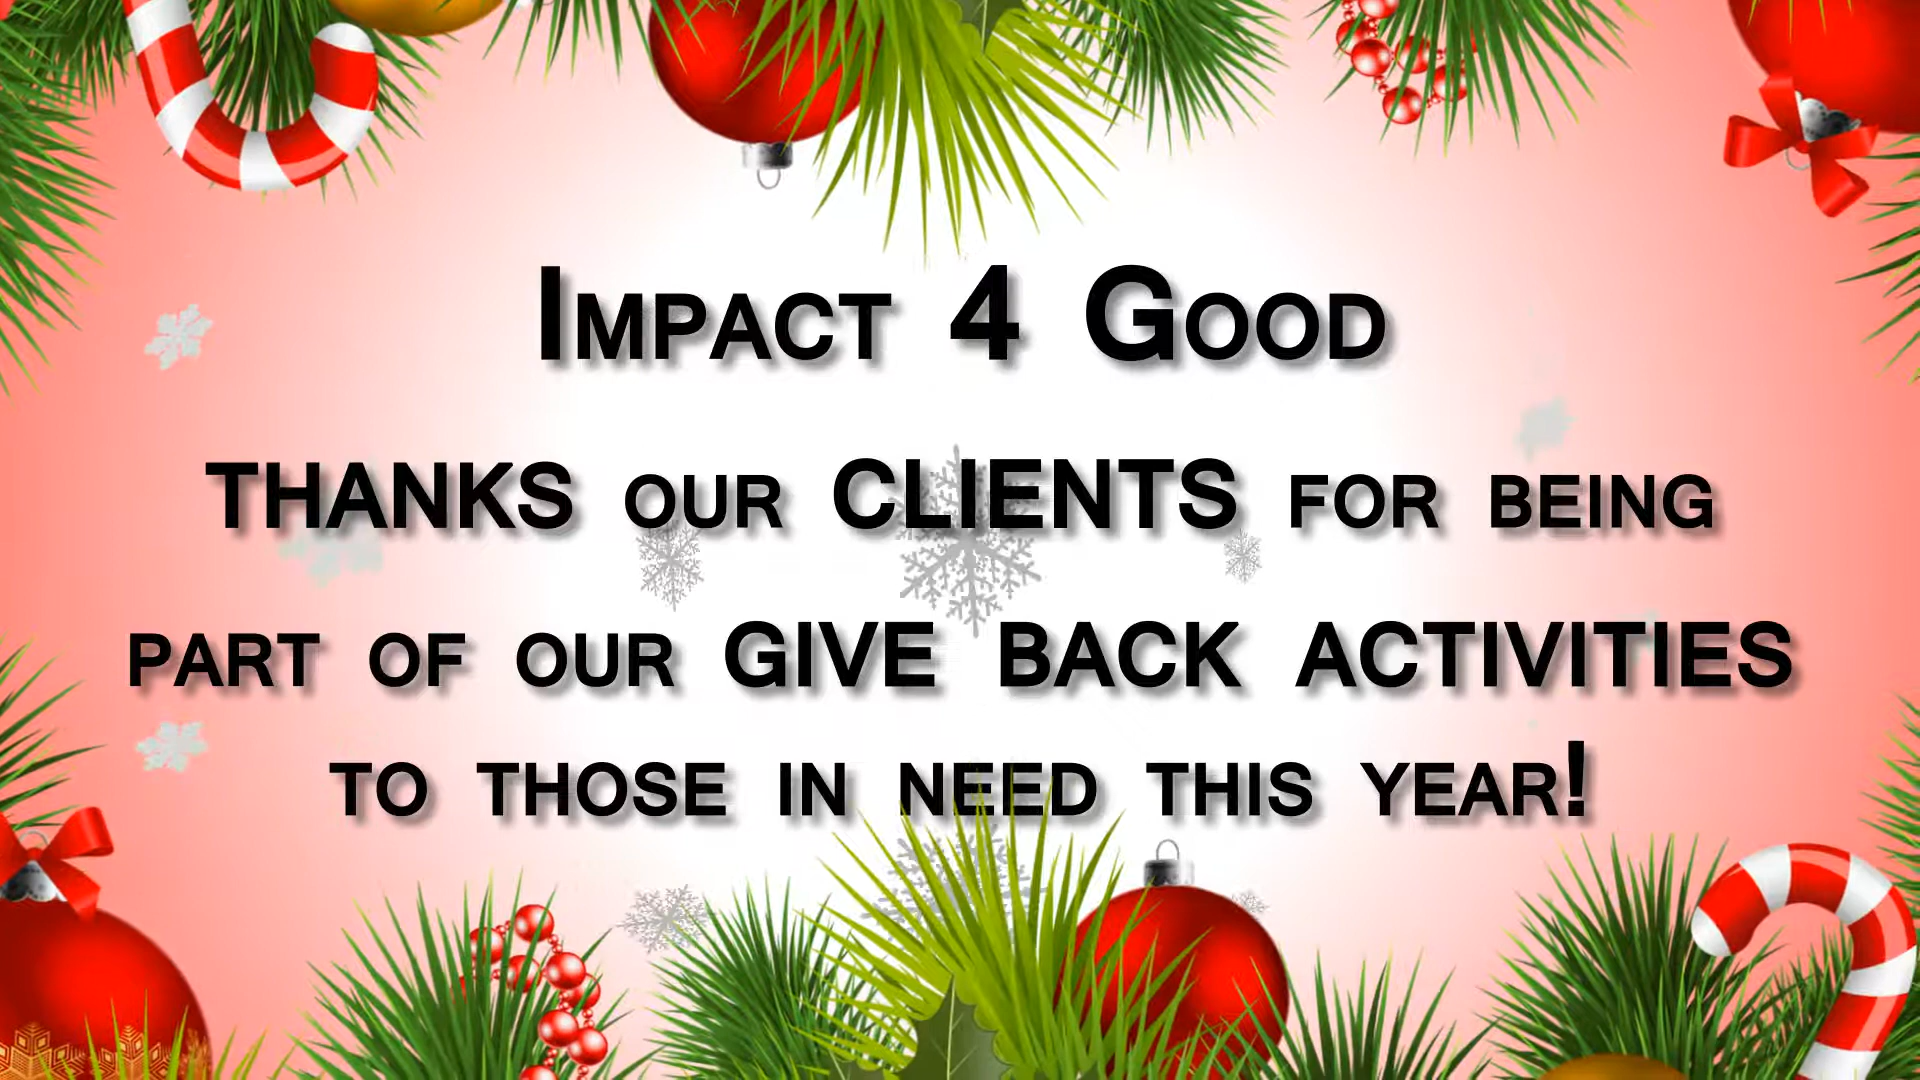 Impact 4 Good
THANKS our CLIENTS for being
part of our GIVE BACK ACTIVITIES
to those in need this year!